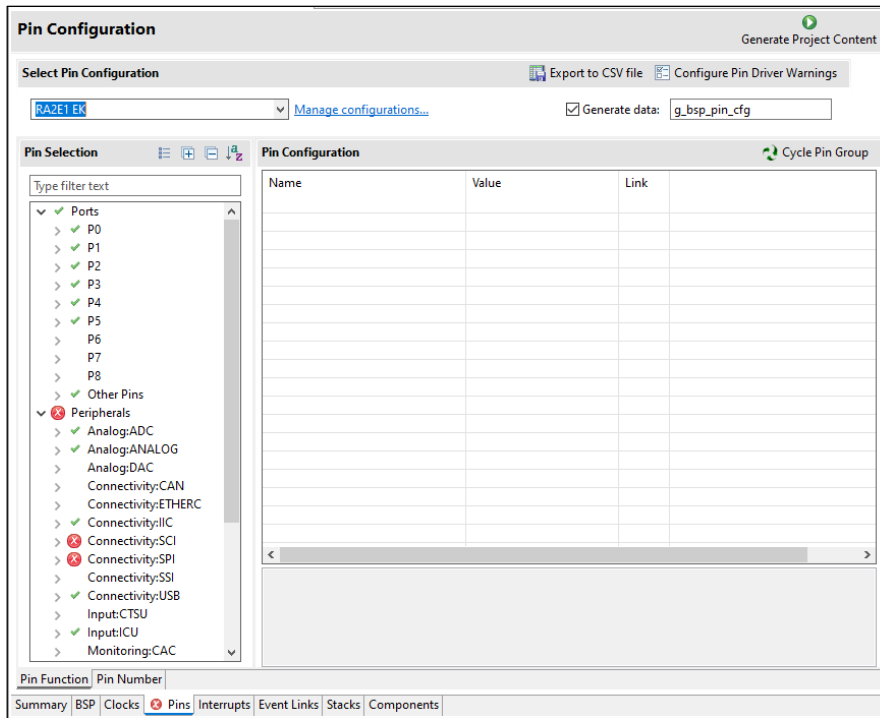 Pin Configuration
Generate Project Content
Select Pin Configuration
Export to CSV file
Configure Pin Driver Warnings
RA2E1 EK
Manage configurations...
Generate data:
g_bsp_pin_cfg
Pin Selection
Type filter text
Ports
P0
P1
P2
P3
P4
P5
P6
P7
P8
Other Pins
Peripherals
Analog:ADC
Analog:ANALOG
Analog:DAC
Connectivity:CAN
Connectivity:ETHERC
Connectivity:IIC
Connectivity:SCI
Connectivity:SPI
Connectivity:SSI
Connectivity:USB
Input:CTSU
Input:ICU
Monitoring:CAC
Pin Configuration
Cycle Pin Group
Name Value Link
Pin Function Pin Number
Summary BSP Clocks Pins Interrupts Event Links Stacks Components